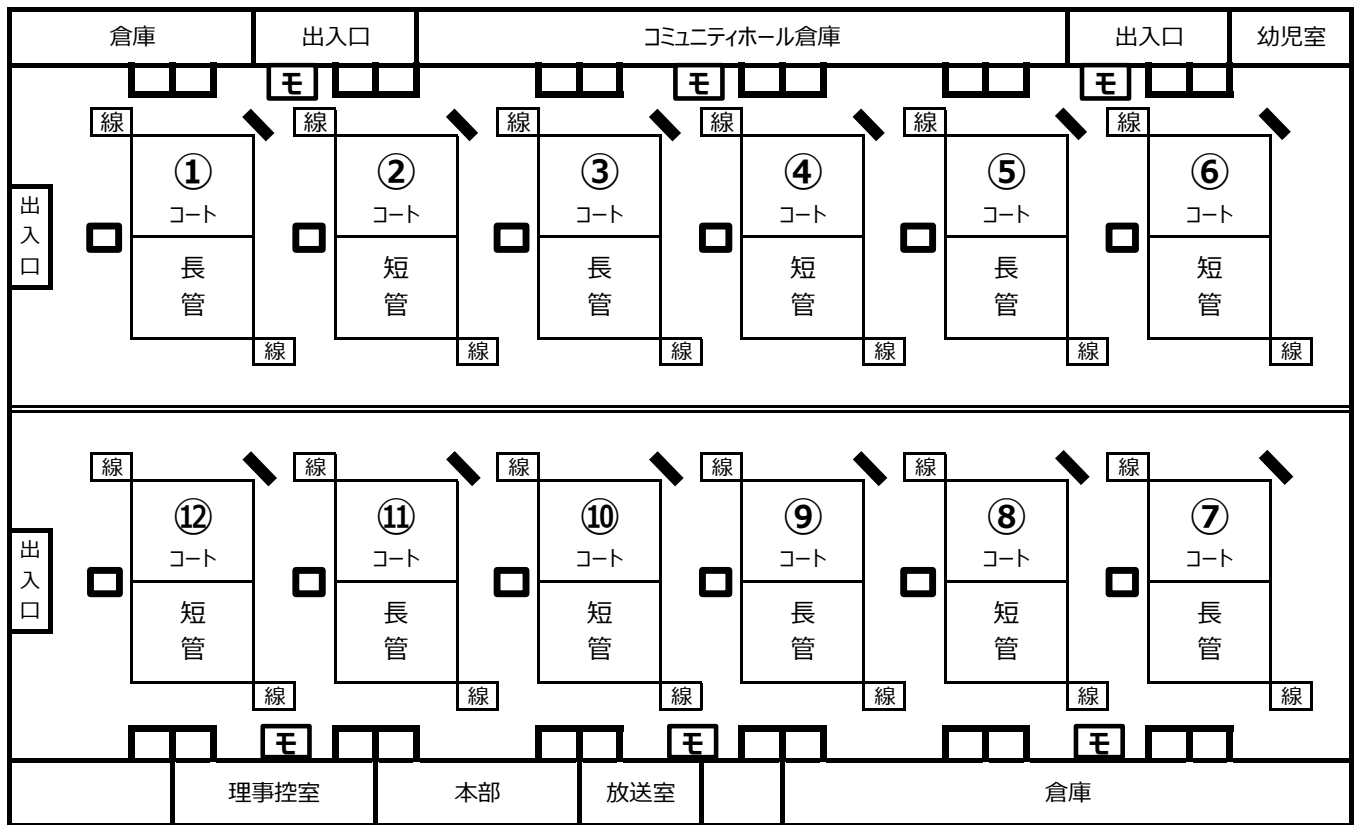 倉庫 出入口 コミュニティホール倉庫 出入口 幼児室
モ モ モ
線 線 線 線 線 線
① ② ③ ④ ⑤ ⑥
コート コート コート コート コート コート
出入口
長管 短管 長管 短管 長管 短管
線 線 線 線 線 線
線 線 線 線 線 線
⑫ ⑪ ⑩ ⑨ ⑧ ⑦
コート コート コート コート コート コート
出入口
短管 長管 短管 長管 短管 長管
線 線 線 線 線 線
モ モ モ
理事控室 本部 放送室 倉庫